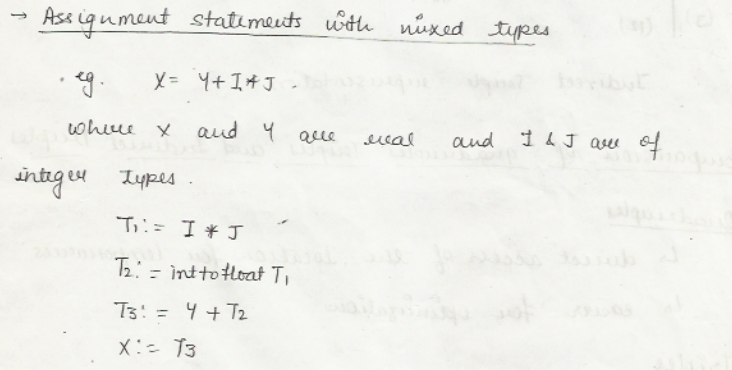 → Assignment statements with mixed types
. eg. X = Y + I * J .
where X and Y are real and I & J are of
integer types .
T1 := I * J
T2 := inttofloat T1
T3 := Y + T2
X := T3